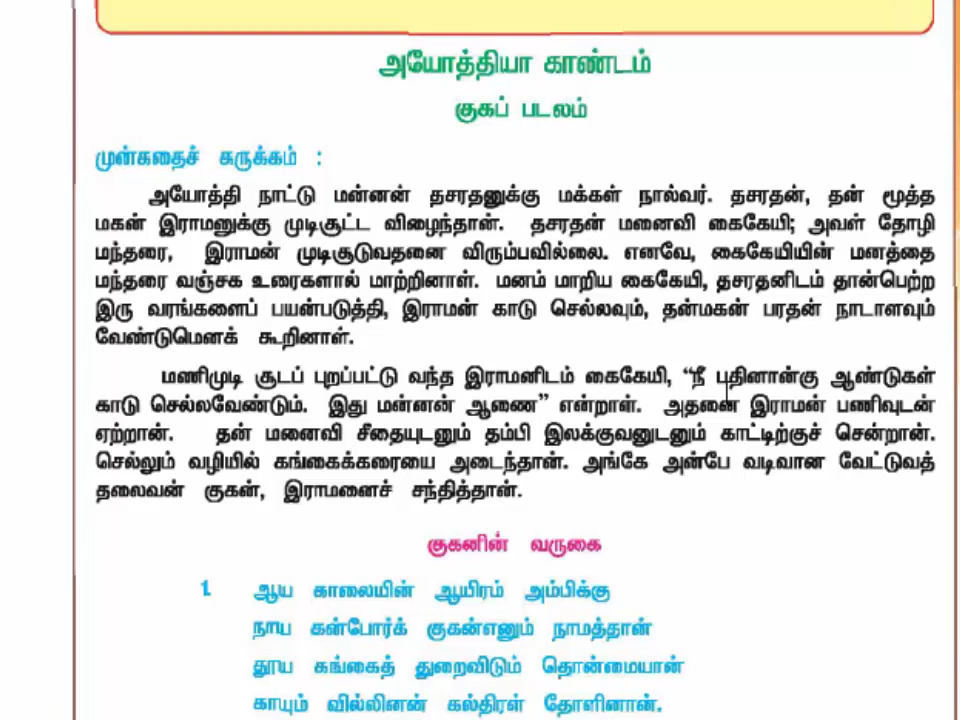 அயோத்தியா காண்டம்
குகப் படலம்
முன்கதைச் சுருக்கம் :
அயோத்தி நாட்டு மன்னன் தசரதனுக்கு மக்கள் நால்வர். தசரதன், தன் மூத்த
மகன் இராமனுக்கு முடிசூட்ட விழைந்தான். தசரதன் மனைவி கைகேயி; அவள் தோழி
மந்தரை, இராமன் முடிசூடுவதனை விரும்பவில்லை. எனவே, கைகேயியின் மனத்தை
மந்தரை வஞ்சக உரைகளால் மாற்றினாள். மனம் மாறிய கைகேயி, தசரதனிடம் தான்பெற்ற
இரு வரங்களைப் பயன்படுத்தி, இராமன் காடு செல்லவும், தன்மகன் பரதன் நாடாளவும்
வேண்டுமெனக் கூறினாள்.
மணிமுடி சூடப் புறப்பட்டு வந்த இராமனிடம் கைகேயி, “நீ பதினான்கு ஆண்டுகள்
காடு செல்லவேண்டும். இது மன்னன் ஆணை” என்றாள். அதனை இராமன் பணிவுடன்
ஏற்றான். தன் மனைவி சீதையுடனும் தம்பி இலக்குவனுடனும் காட்டிற்குச் சென்றான்.
செல்லும் வழியில் கங்கைக்கரையை அடைந்தான். அங்கே அன்பே வடிவான வேட்டுவத்
தலைவன் குகன், இராமனைச் சந்தித்தான்.
குகனின் வருகை
1. ஆய காலையின் ஆயிரம் அம்பிக்கு
நாய கன்போர்க் குகன்எனும் நாமத்தான்
தூய கங்கைத் துறைவிடும் தொன்மையான்
காயும் வில்லினன் கல்திரள் தோளினான்.